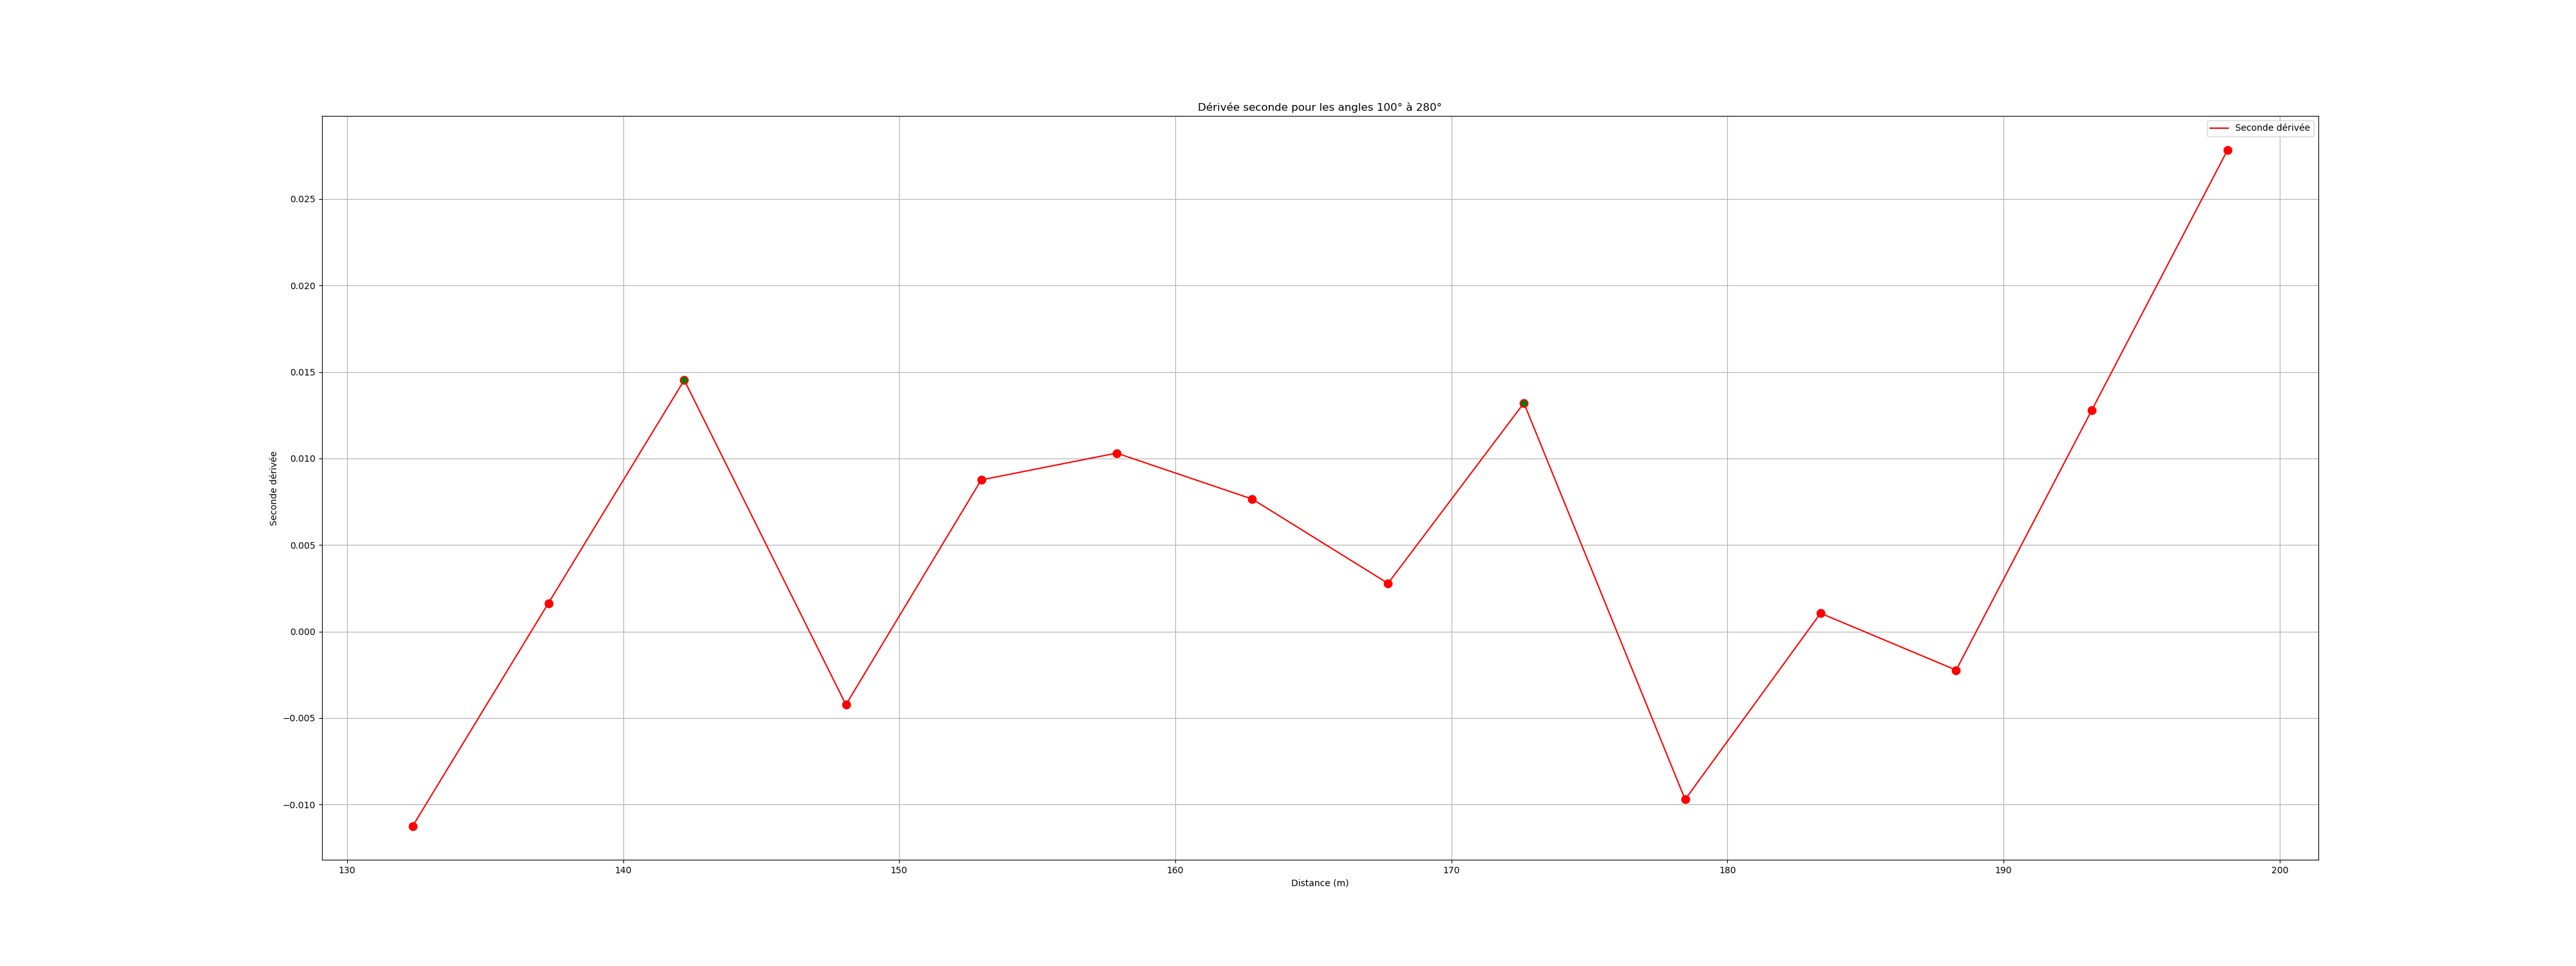 Dérivée seconde pour les angles 100° à 280°
Seconde dérivée
0.025
0.020
0.015
0.010
0.005
0.000
−0.005
−0.010
Seconde dérivée
130 140 150 160 170 180 190 200
Distance (m)